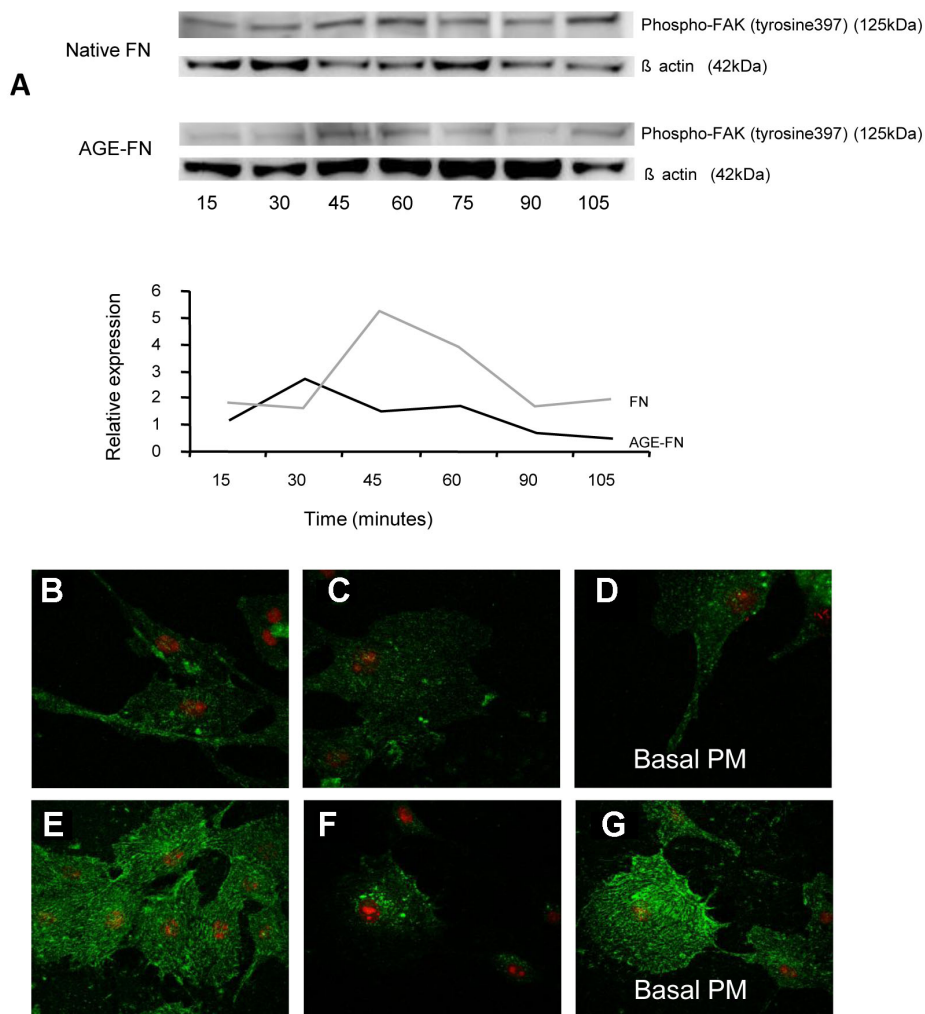 A
Native FN
Phospho-FAK (tyrosine397) (125kDa)
ß actin (42kDa)
AGE-FN
Phospho-FAK (tyrosine397) (125kDa)
ß actin (42kDa)
15 30 45 60 75 90 105
Relative expression
6
5
4
3
2
1
0
FN
AGE-FN
15 30 45 60 90 105
Time (minutes)
B
C
D
Basal PM
E
F
G
Basal PM